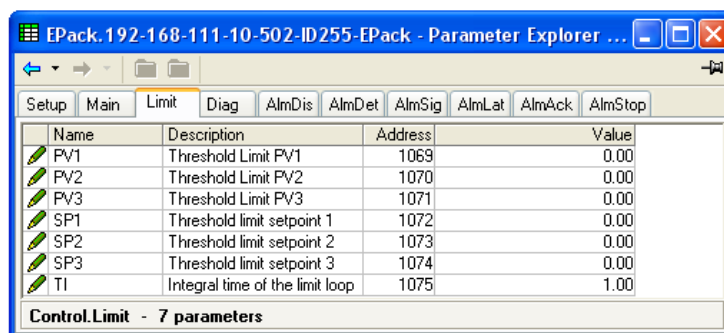 EPack.192-168-111-10-502-ID255-EPack - Parameter Explorer ...
Setup Main Limit Diag AlmDis AlmDet AlmSig AlmLat AlmAck AlmStop
Name Description Address Value
PV1 Threshold Limit PV1 1069 0.00
PV2 Threshold Limit PV2 1070 0.00
PV3 Threshold Limit PV3 1071 0.00
SP1 Threshold limit setpoint 1 1072 0.00
SP2 Threshold limit setpoint 2 1073 0.00
SP3 Threshold limit setpoint 3 1074 0.00
TI Integral time of the limit loop 1075 1.00
Control.Limit - 7 parameters